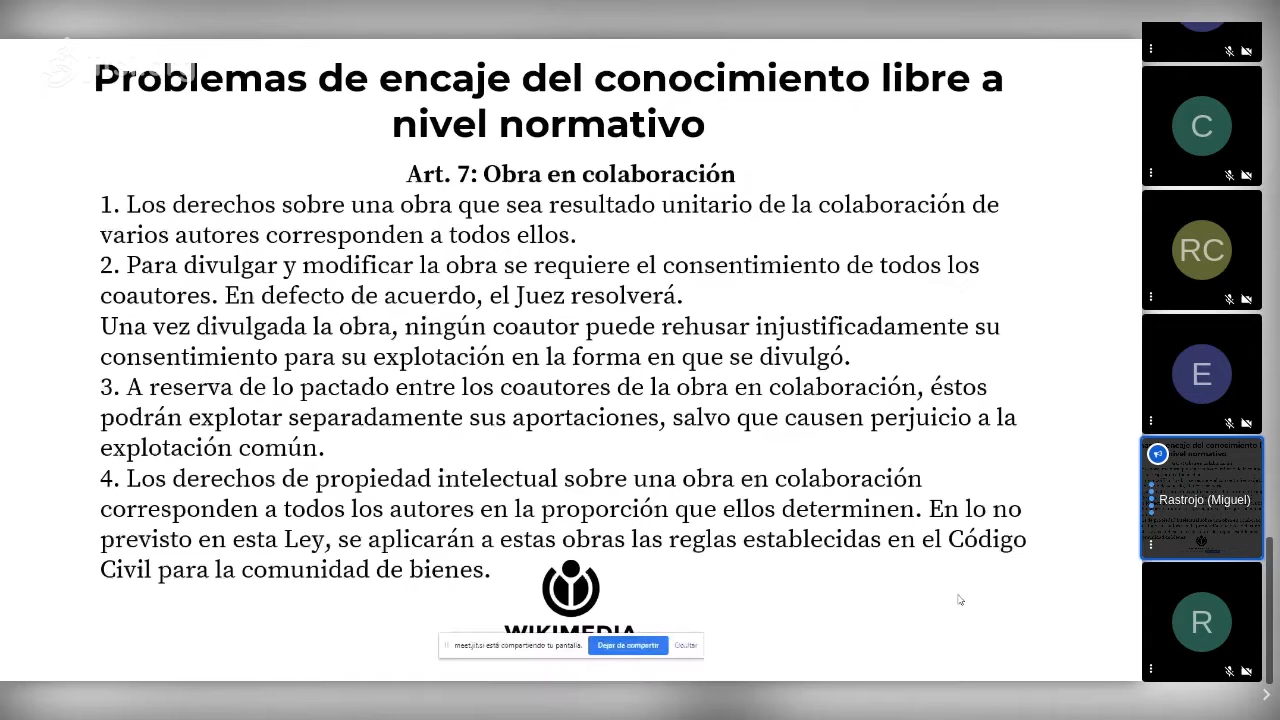 Problemas de encaje del conocimiento libre a
nivel normativo
Art. 7: Obra en colaboración
1. Los derechos sobre una obra que sea resultado unitario de la colaboración de
varios autores corresponden a todos ellos.
2. Para divulgar y modificar la obra se requiere el consentimiento de todos los
coautores. En defecto de acuerdo, el Juez resolverá.
Una vez divulgada la obra, ningún coautor puede rehusar injustificadamente su
consentimiento para su explotación en la forma en que se divulgó.
3. A reserva de lo pactado entre los coautores de la obra en colaboración, éstos
podrán explotar separadamente sus aportaciones, salvo que causen perjuicio a la
explotación común.
4. Los derechos de propiedad intelectual sobre una obra en colaboración
corresponden a todos los autores en la proporción que ellos determinen. En lo no
previsto en esta Ley, se aplicarán a estas obras las reglas establecidas en el Código
Civil para la comunidad de bienes.
WIKIMEDIA
meet.jit.si está compartiendo tu pantalla.
Dejar de compartir
Ocultar
C
RC
E
Rastrojo (Miguel)
R